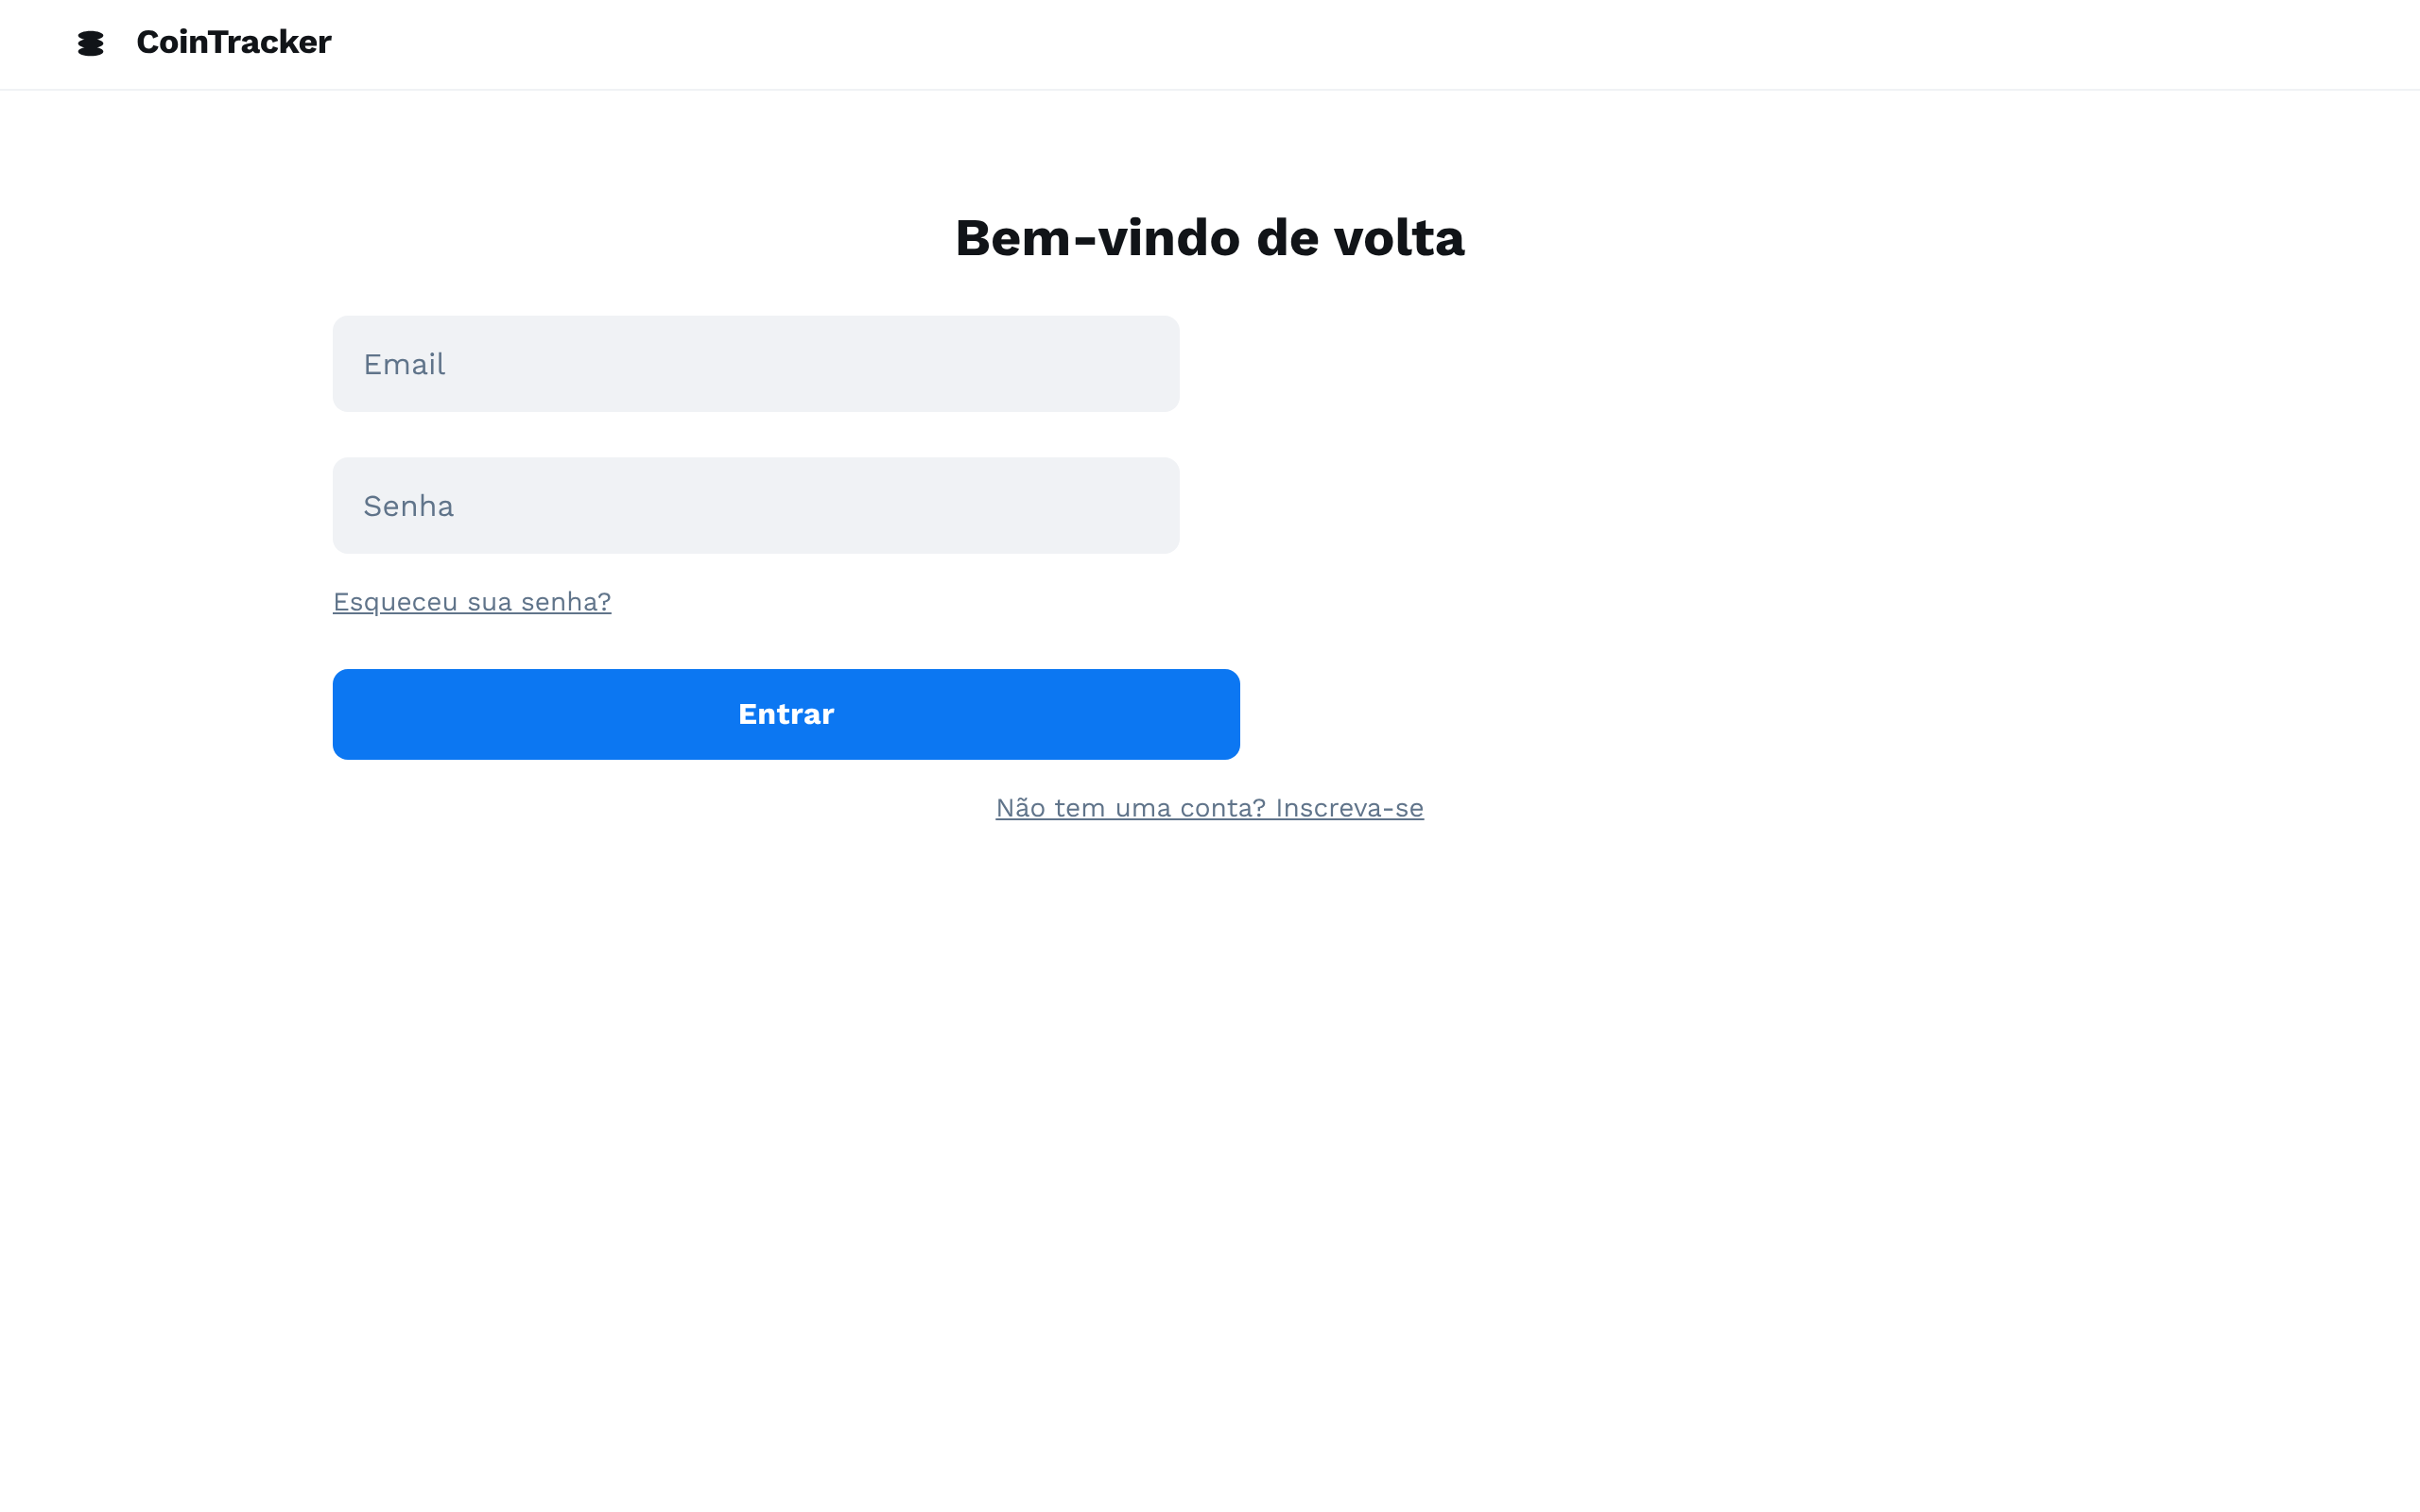 CoinTracker
Bem-vindo de volta
Email
Senha
Esqueceu sua senha?
Entrar
Não tem uma conta? Inscreva-se